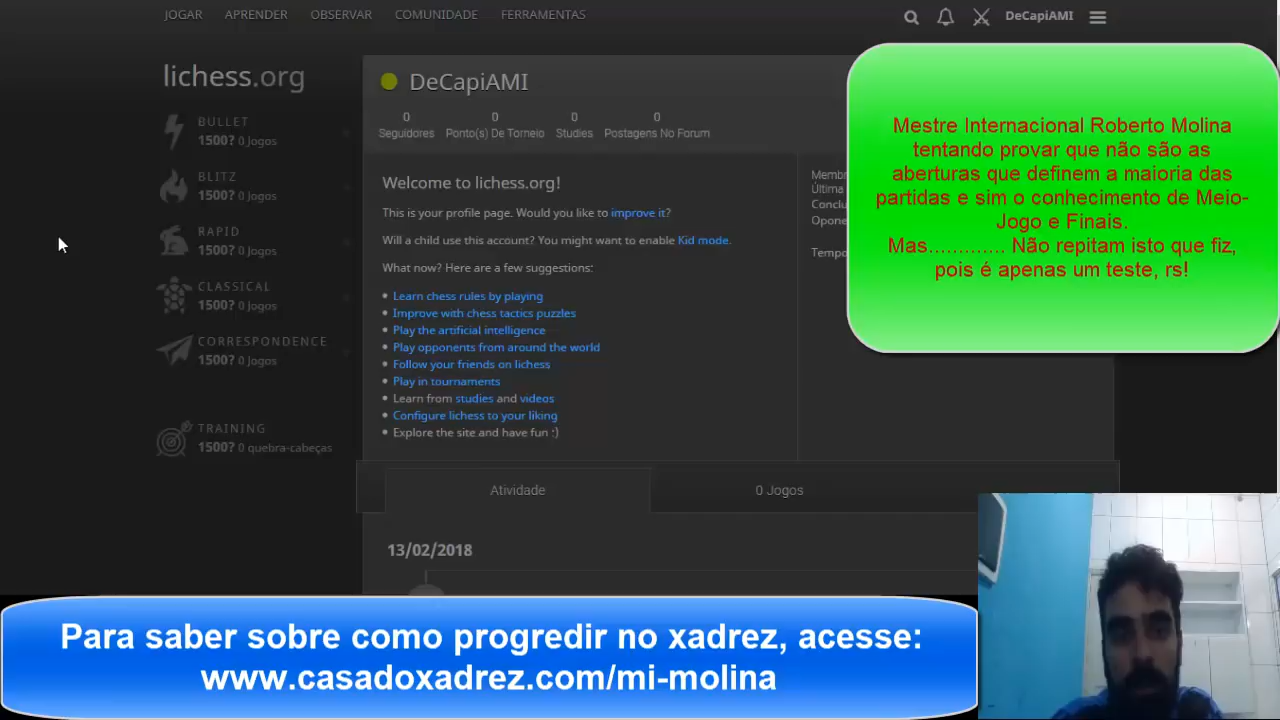 JOGAR APRENDER OBSERVAR COMUNIDADE FERRAMENTAS DeCapiAMI
lichess.org
BULLET
1500? 0 Jogos
BLITZ
1500? 0 Jogos
RAPID
1500? 0 Jogos
CLASSICAL
1500? 0 Jogos
CORRESPONDENCE
1500? 0 Jogos
TRAINING
1500? 0 quebra-cabeças
DeCapiAMI
0 0 0 0
Seguidores Ponto(s) De Torneio Studies Postagens No Forum
Welcome to lichess.org!
This is your profile page. Would you like to improve it?
Will a child use this account? You might want to enable Kid mode.
What now? Here are a few suggestions:
• Learn chess rules by playing
• Improve with chess tactics puzzles
• Play the artificial intelligence
• Play opponents from around the world
• Follow your friends on lichess
• Play in tournaments
• Learn from studies and videos
• Configure lichess to your liking
• Explore the site and have fun :)
Atividade 0 Jogos
13/02/2018
Mestre Internacional Roberto Molina
tentando provar que não são as
aberturas que definem a maioria das
partidas e sim o conhecimento de Meio-
Jogo e Finais.
Mas............. Não repitam isto que fiz,
pois é apenas um teste, rs!
Para saber sobre como progredir no xadrez, acesse:
www.casadoxadrez.com/mi-molina